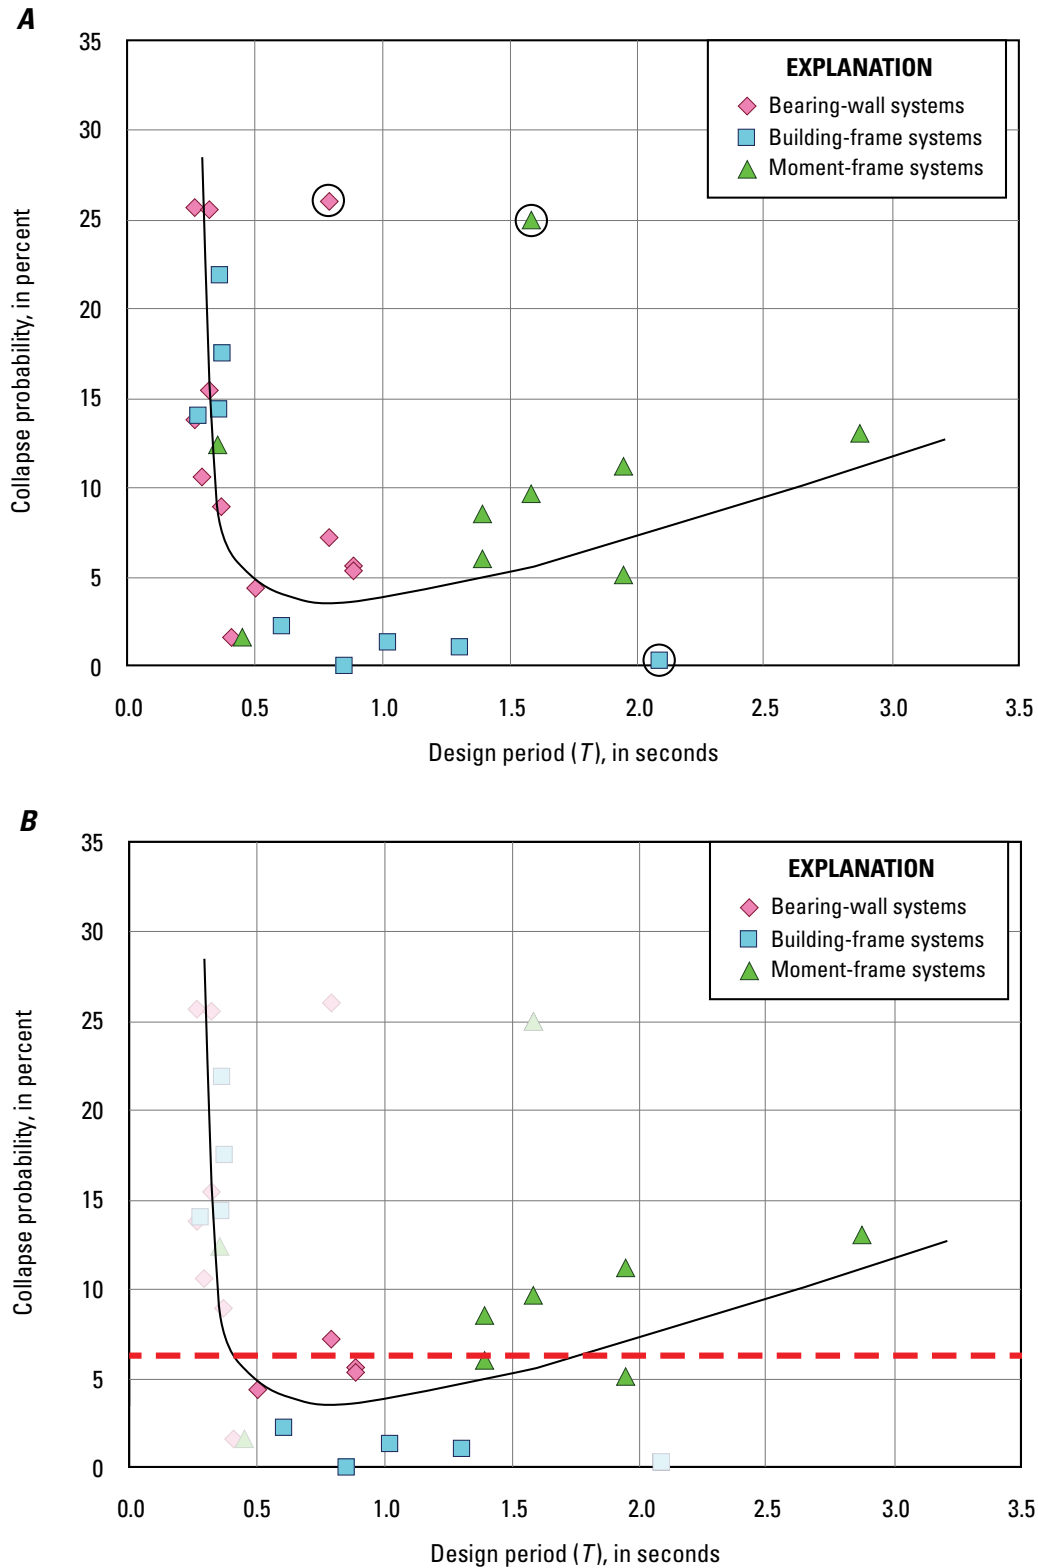 A
35
30
25
20
15
10
5
0
Collapse probability, in percent
EXPLANATION
Bearing-wall systems
Building-frame systems
Moment-frame systems
0.0 0.5 1.0 1.5 2.0 2.5 3.0 3.5
Design period (T), in seconds
B
35
30
25
20
15
10
5
0
Collapse probability, in percent
EXPLANATION
Bearing-wall systems
Building-frame systems
Moment-frame systems
0.0 0.5 1.0 1.5 2.0 2.5 3.0 3.5
Design period (T), in seconds